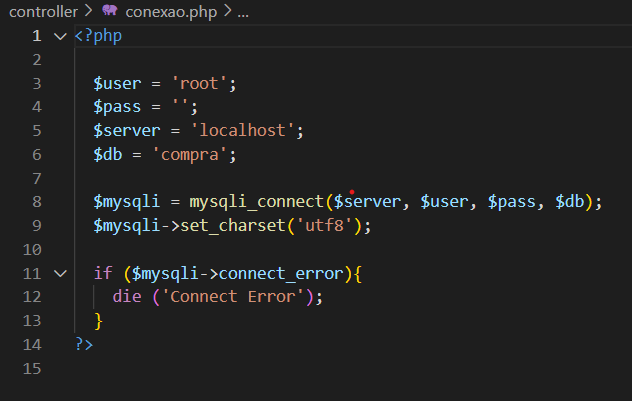 controller > conexao.php > ...
1 <?php
2
3 $user = 'root';
4 $pass = '';
5 $server = 'localhost';
6 $db = 'compra';
7
8 $mysqli = mysqli_connect($server, $user, $pass, $db);
9 $mysqli->set_charset('utf8');
10
11 if ($mysqli->connect_error){
12 die ('Connect Error');
13 }
14 ?>
15